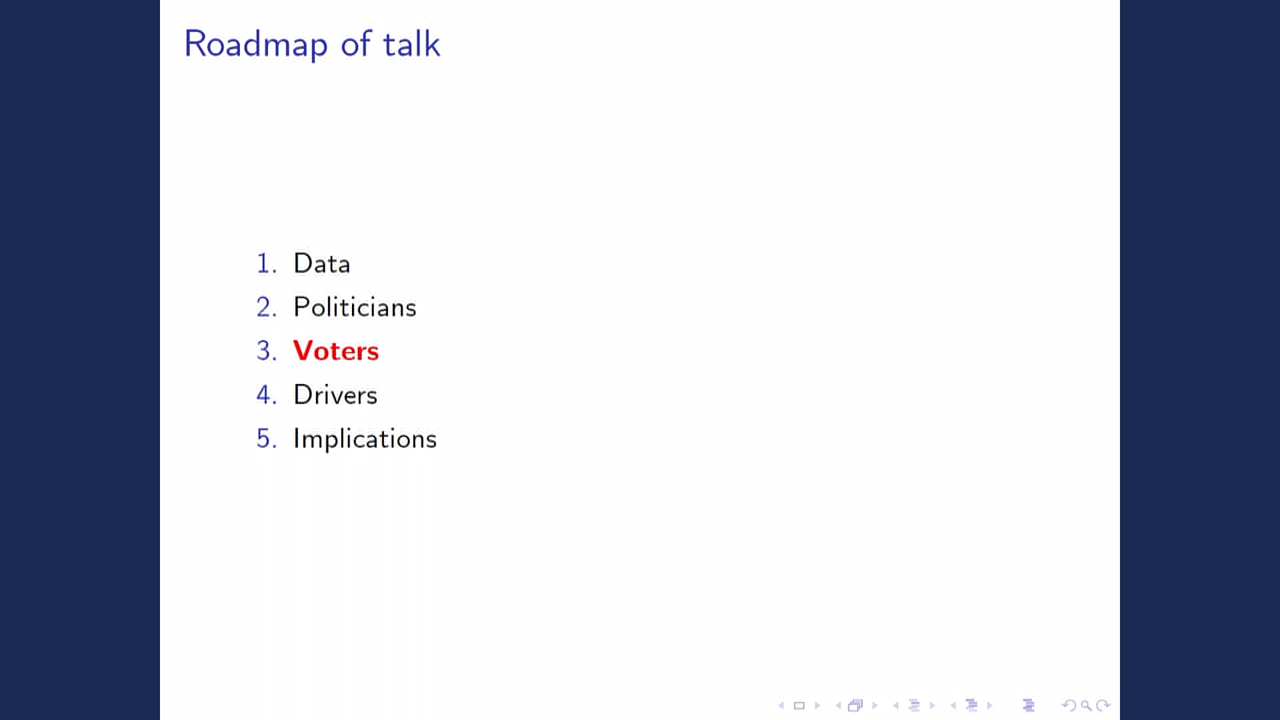 Roadmap of talk
1. Data
2. Politicians
3. Voters
4. Drivers
5. Implications